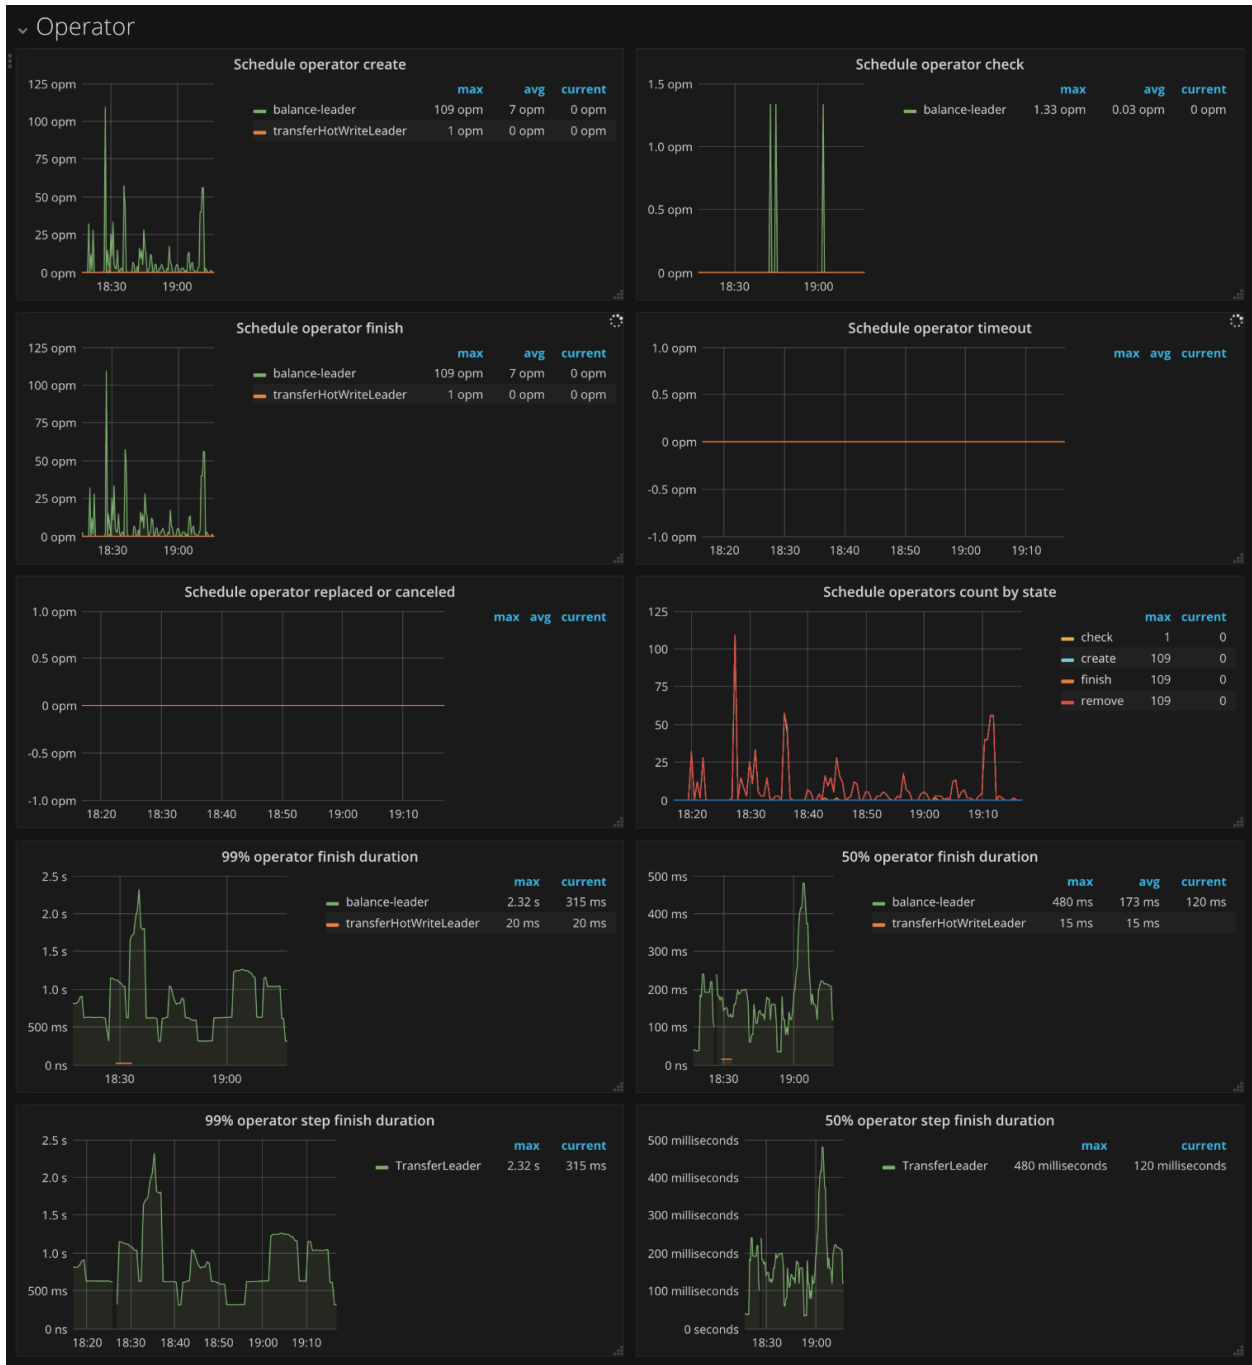 Operator
Schedule operator create
125 opm
100 opm
75 opm
50 opm
25 opm
0 opm
18:30 19:00
max avg current
balance-leader 109 opm 7 opm 0 opm
transferHotWriteLeader 1 opm 0 opm 0 opm
Schedule operator check
1.5 opm
1.0 opm
0.5 opm
0 opm
18:30 19:00
max avg current
balance-leader 1.33 opm 0.03 opm 0 opm
Schedule operator finish
125 opm
100 opm
75 opm
50 opm
25 opm
0 opm
18:30 19:00
max avg current
balance-leader 109 opm 7 opm 0 opm
transferHotWriteLeader 1 opm 0 opm 0 opm
Schedule operator timeout
1.0 opm
0.5 opm
0 opm
-0.5 opm
-1.0 opm
18:20 18:30 18:40 18:50 19:00 19:10
max avg current
Schedule operator replaced or canceled
1.0 opm
0.5 opm
0 opm
-0.5 opm
-1.0 opm
18:20 18:30 18:40 18:50 19:00 19:10
max avg current
Schedule operators count by state
125
100
75
50
25
0
18:20 18:30 18:40 18:50 19:00 19:10
max current
check 1 0
create 109 0
finish 109 0
remove 109 0
99% operator finish duration
2.5 s
2.0 s
1.5 s
1.0 s
500 ms
0 ns
18:30 19:00
max current
balance-leader 2.32 s 315 ms
transferHotWriteLeader 20 ms 20 ms
50% operator finish duration
500 ms
400 ms
300 ms
200 ms
100 ms
0 ns
18:30 19:00
max avg current
balance-leader 480 ms 173 ms 120 ms
transferHotWriteLeader 15 ms 15 ms
99% operator step finish duration
2.5 s
2.0 s
1.5 s
1.0 s
500 ms
0 ns
18:20 18:30 18:40 18:50 19:00 19:10
max current
TransferLeader 2.32 s 315 ms
50% operator step finish duration
500 milliseconds
400 milliseconds
300 milliseconds
200 milliseconds
100 milliseconds
0 seconds
18:30 19:00
max current
TransferLeader 480 milliseconds 120 milliseconds